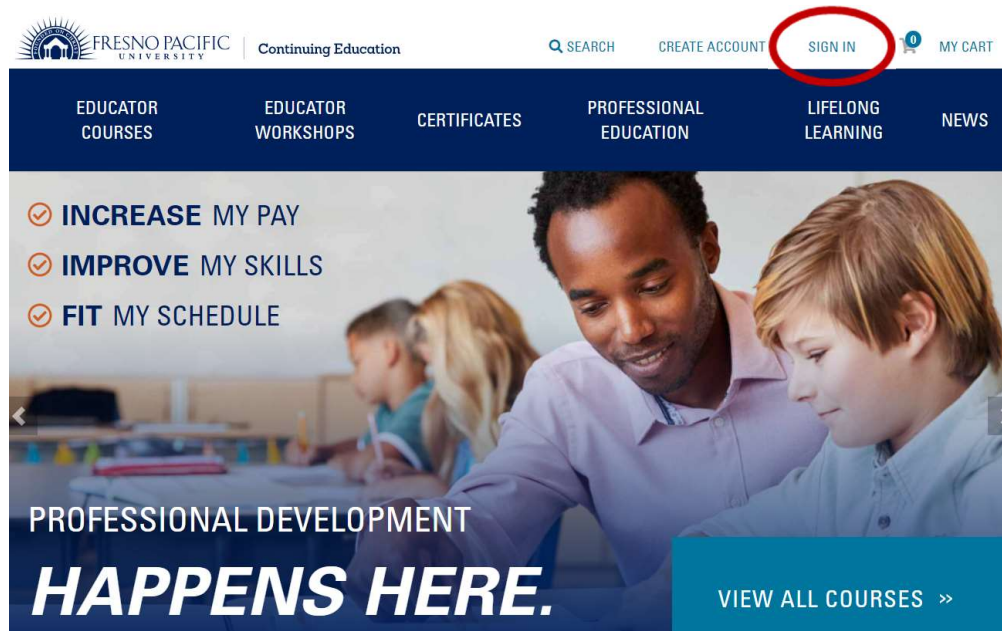 FRESNO PACIFIC
UNIVERSITY
Continuing Education
SEARCH
CREATE ACCOUNT
SIGN IN
0
MY CART
EDUCATOR
COURSES
EDUCATOR
WORKSHOPS
CERTIFICATES
PROFESSIONAL
EDUCATION
LIFELONG
LEARNING
NEWS
INCREASE MY PAY
IMPROVE MY SKILLS
FIT MY SCHEDULE
PROFESSIONAL DEVELOPMENT
HAPPENS HERE.
VIEW ALL COURSES »